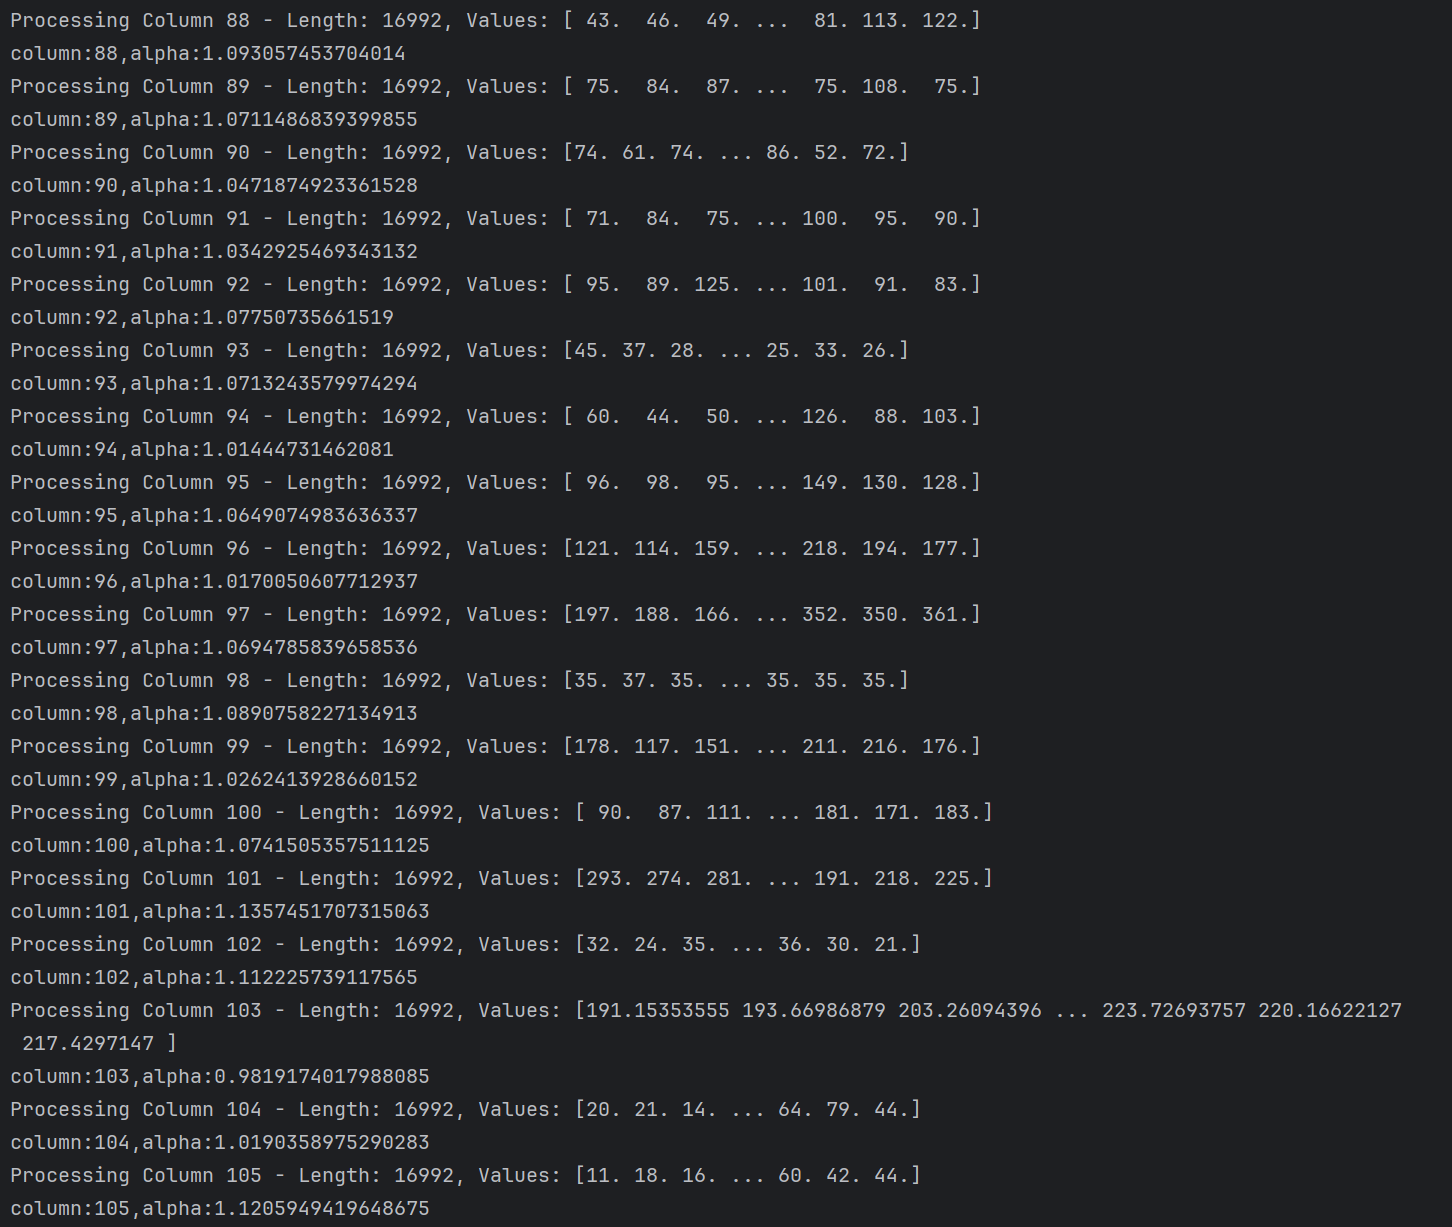 Processing Column 88 - Length: 16992, Values: [ 43.  46.  49. ...  81. 113. 122.]
column:88,alpha:1.093057453704014
Processing Column 89 - Length: 16992, Values: [ 75.  84.  87. ...  75. 108.  75.]
column:89,alpha:1.0711486839399855
Processing Column 90 - Length: 16992, Values: [74. 61. 74. ... 86. 52. 72.]
column:90,alpha:1.0471874923361528
Processing Column 91 - Length: 16992, Values: [ 71.  84.  75. ... 100.  95.  90.]
column:91,alpha:1.0342925469343132
Processing Column 92 - Length: 16992, Values: [ 95.  89. 125. ... 101.  91.  83.]
column:92,alpha:1.07750735661519
Processing Column 93 - Length: 16992, Values: [45. 37. 28. ... 25. 33. 26.]
column:93,alpha:1.0713243579974294
Processing Column 94 - Length: 16992, Values: [ 60.  44.  50. ... 126.  88. 103.]
column:94,alpha:1.01444731462081
Processing Column 95 - Length: 16992, Values: [ 96.  98.  95. ... 149. 130. 128.]
column:95,alpha:1.0649074983636337
Processing Column 96 - Length: 16992, Values: [121. 114. 159. ... 218. 194. 177.]
column:96,alpha:1.0170050607712937
Processing Column 97 - Length: 16992, Values: [197. 188. 166. ... 352. 350. 361.]
column:97,alpha:1.0694785839658536
Processing Column 98 - Length: 16992, Values: [35. 37. 35. ... 35. 35. 35.]
column:98,alpha:1.0890758227134913
Processing Column 99 - Length: 16992, Values: [178. 117. 151. ... 211. 216. 176.]
column:99,alpha:1.0262413928660152
Processing Column 100 - Length: 16992, Values: [ 90.  87. 111. ... 181. 171. 183.]
column:100,alpha:1.0741505357511125
Processing Column 101 - Length: 16992, Values: [293. 274. 281. ... 191. 218. 225.]
column:101,alpha:1.1357451707315063
Processing Column 102 - Length: 16992, Values: [32. 24. 35. ... 36. 30. 21.]
column:102,alpha:1.112225739117565
Processing Column 103 - Length: 16992, Values: [191.15353555 193.66986879 203.26094396 ... 223.72693757 220.16622127
 217.4297147 ]
column:103,alpha:0.9819174017988085
Processing Column 104 - Length: 16992, Values: [20. 21. 14. ... 64. 79. 44.]
column:104,alpha:1.0190358975290283
Processing Column 105 - Length: 16992, Values: [11. 18. 16. ... 60. 42. 44.]
column:105,alpha:1.1205949419648675